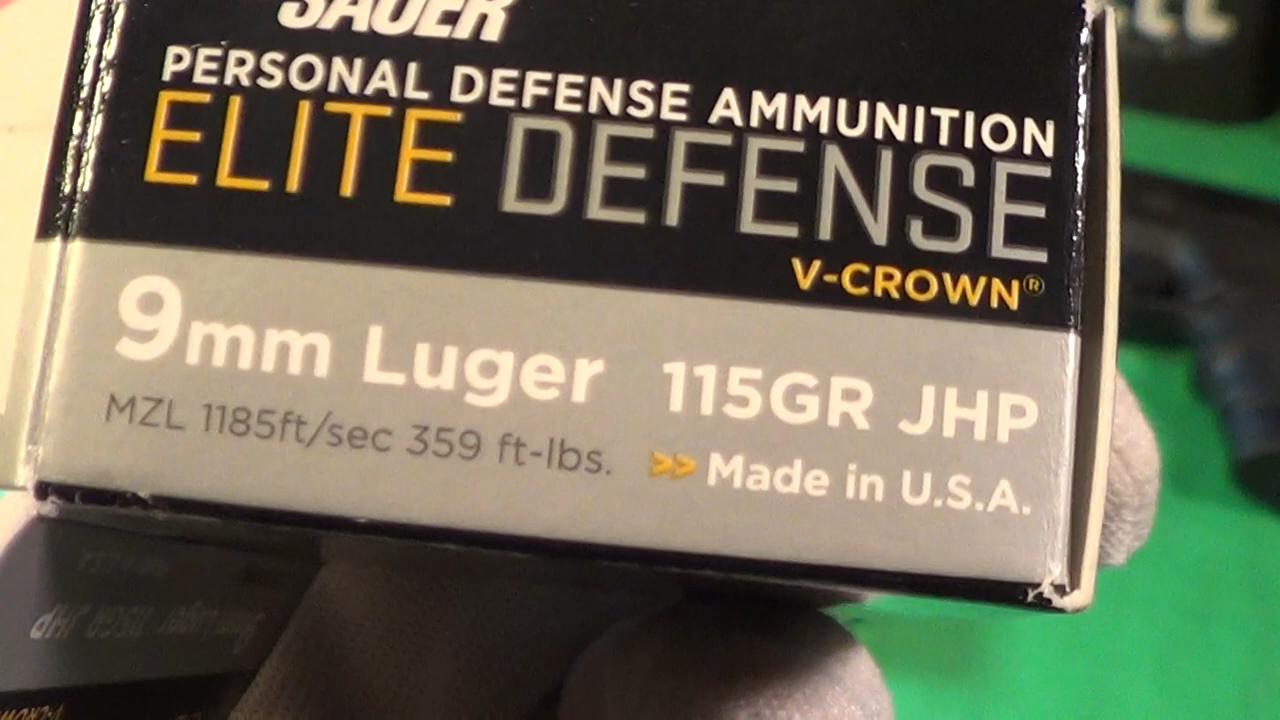 SAUER
PERSONAL DEFENSE AMMUNITION
ELITE DEFENSE
V-CROWN®
9mm Luger 115GR JHP
MZL 1185ft/sec 359 ft-lbs. >> Made in U.S.A.